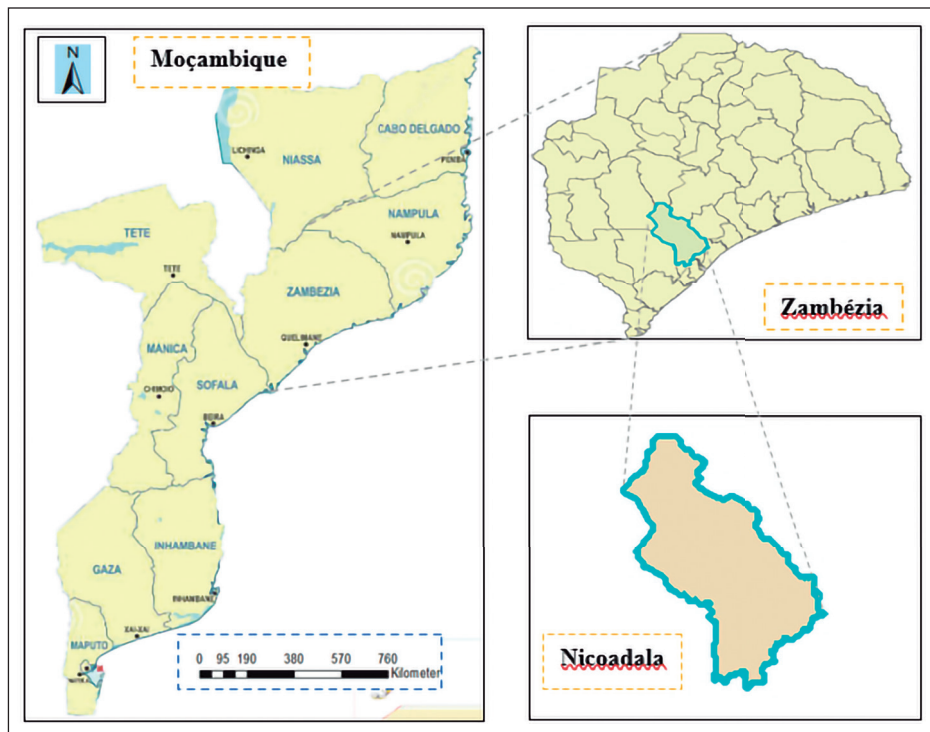 N
Moçambique
CABO DELGADO
LICHINGA
PEMBA
NIASSA
NAMPULA
NAMPULA
TETE
TETE
ZAMBEZIA
QUELIMANE
MANICA
SOFALA
CHIMOIO
BEIRA
INHAMBANE
GAZA
INHAMBANE
XAI-XAI
MAPUTO
0 95 190 380 570 760
Kilometer
Zambézia
Nicoadala